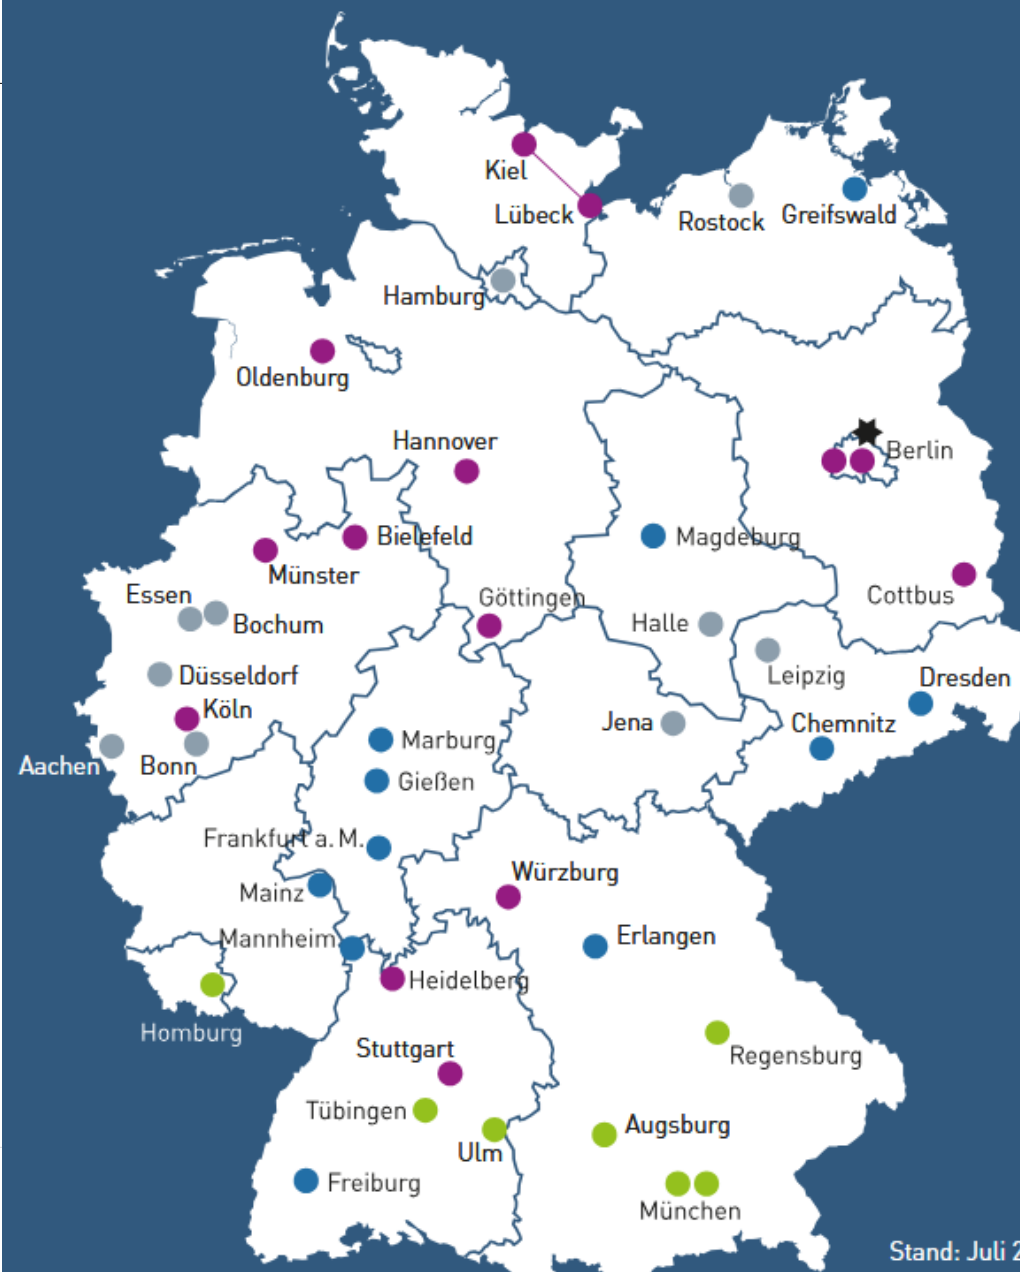 Kiel
Lübeck
Rostock
Greifswald
Hamburg
Oldenburg
Hannover
Berlin
Bielefeld
Magdeburg
Münster
Essen
Göttingen
Cottbus
Bochum
Halle
Düsseldorf
Leipzig
Dresden
Köln
Jena
Chemnitz
Marburg
Aachen
Bonn
Gießen
Frankfurt a. M.
Würzburg
Mainz
Mannheim
Erlangen
Heidelberg
Homburg
Stuttgart
Regensburg
Tübingen
Augsburg
Ulm
Freiburg
München
Stand: Juli 2